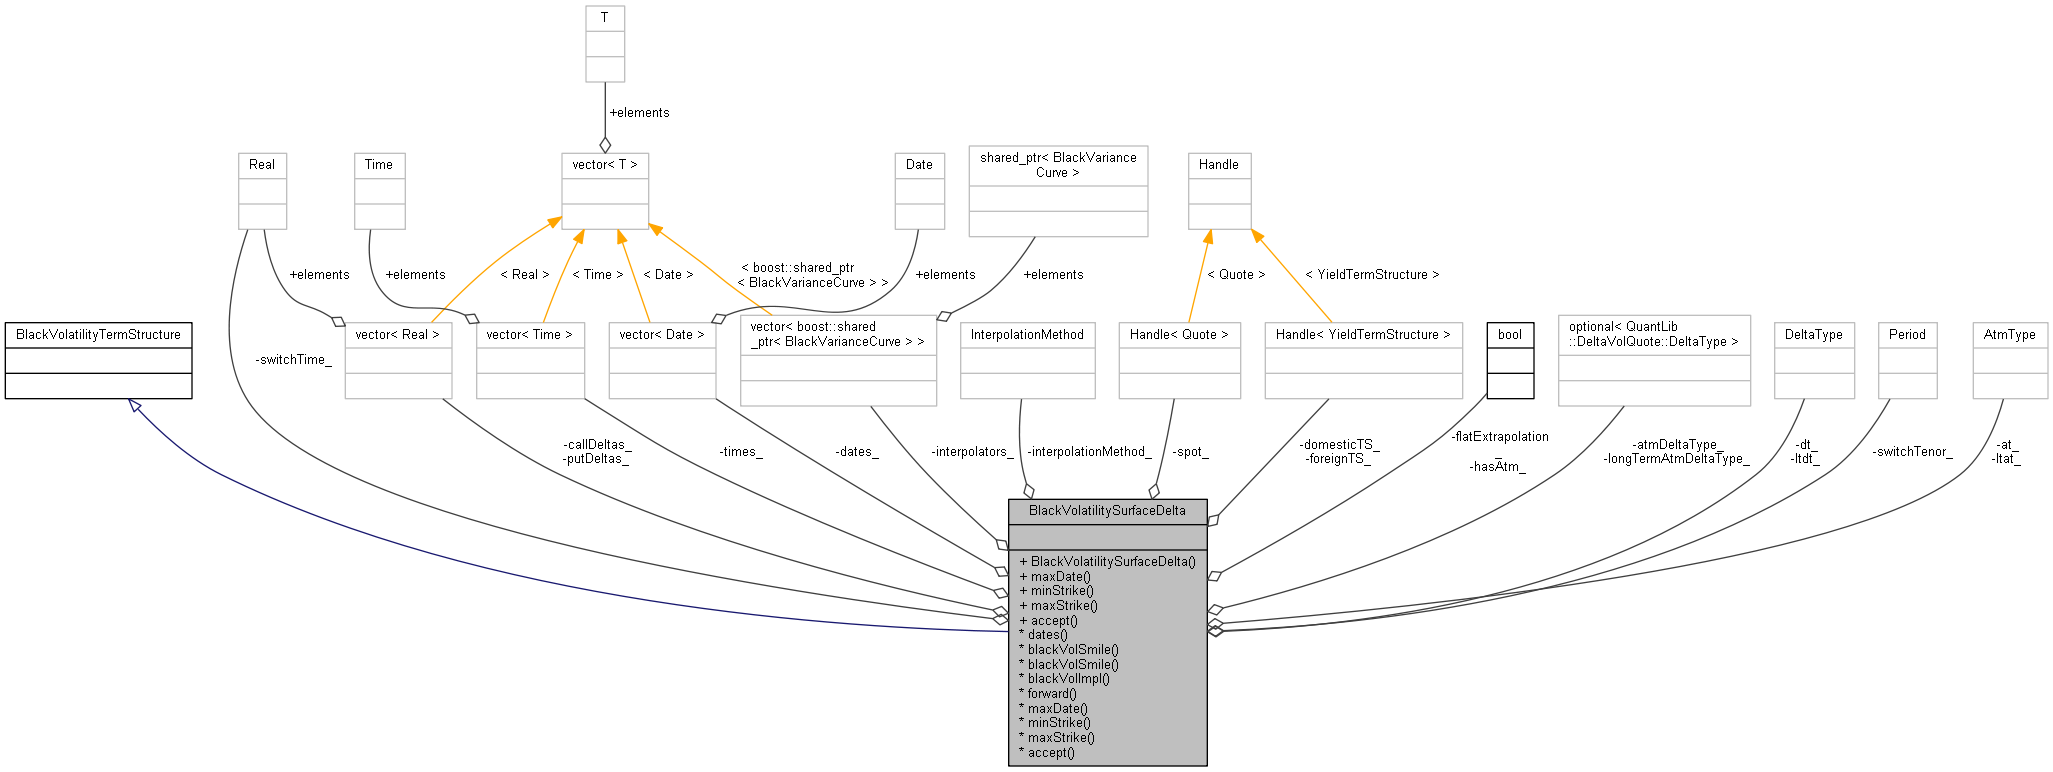 T
+elements
Real
Time
vector< T >
Date
shared_ptr< BlackVariance
Curve >
Handle
+elements
+elements
< Real >
< Time >
< Date >
< boost::shared_ptr
< BlackVarianceCurve > >
+elements
+elements
< Quote >
< YieldTermStructure >
BlackVolatilityTermStructure
-switchTime_
vector< Real >
vector< Time >
vector< Date >
vector< boost::shared
_ptr< BlackVarianceCurve > >
InterpolationMethod
Handle< Quote >
Handle< YieldTermStructure >
bool
optional< QuantLib
::DeltaVolQuote::DeltaType >
DeltaType
Period
AtmType
-callDeltas_
-putDeltas_
-times_
-dates_
-interpolators_
-interpolationMethod_
-spot_
-domesticTS_
-foreignTS_
-flatExtrapolation
_
-hasAtm_
-atmDeltaType_
-longTermAtmDeltaType_
-dt_
-ltdt_
-switchTenor_
-at_
-ltat_
BlackVolatilitySurfaceDelta
+ BlackVolatilitySurfaceDelta()
+ maxDate()
+ minStrike()
+ maxStrike()
+ accept()
* dates()
* blackVolSmile()
* blackVolSmile()
* blackVolImpl()
* forward()
* maxDate()
* minStrike()
* maxStrike()
* accept()